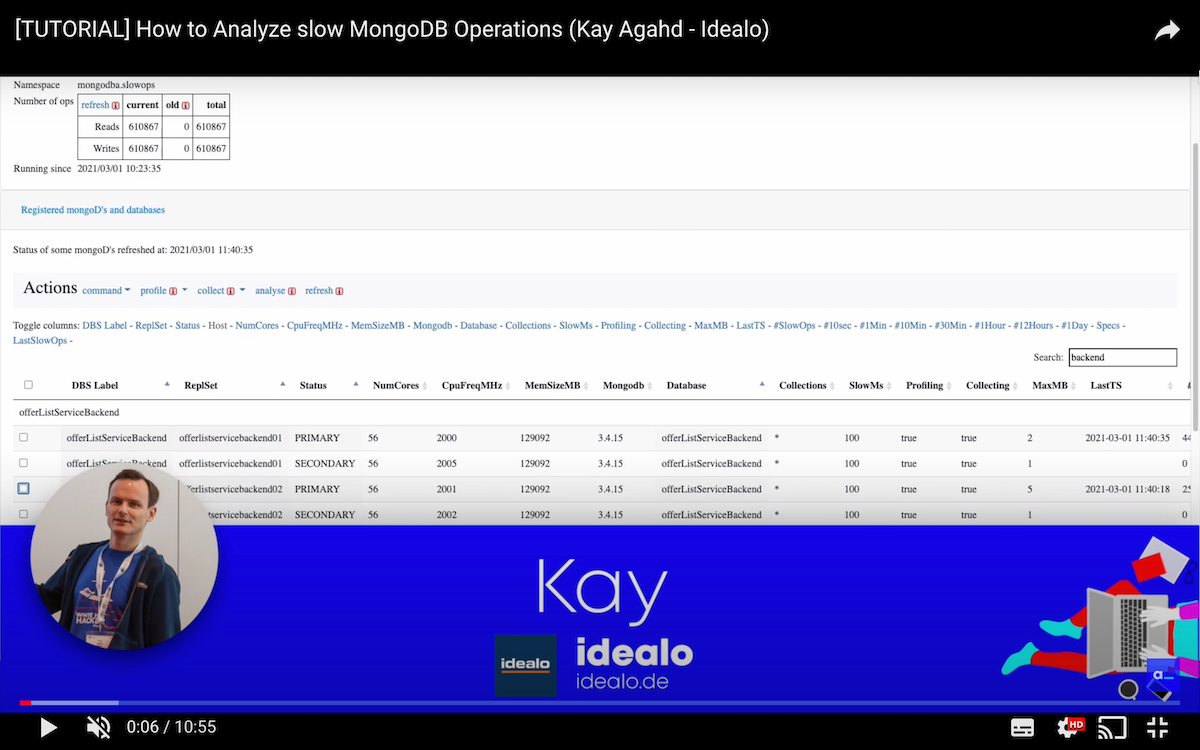 [TUTORIAL] How to Analyze slow MongoDB Operations (Kay Agahd - Idealo)
Namespace mongodba.slowops
Number of ops refresh current old total
Reads 610867 0 610867
Writes 610867 0 610867
Running since 2021/03/01 10:23:35
Registered mongoD's and databases
Status of some mongoD's refreshed at: 2021/03/01 11:40:35
Actions command profile collect analyse refresh
Toggle columns: DBS Label - ReplSet - Status - Host - NumCores - CpuFreqMHz - MemSizeMB - Mongodb - Database - Collections - SlowMs - Profiling - Collecting - MaxMB - LastTS - #SlowOps - #10sec - #1Min - #10Min - #30Min - #1Hour - #12Hours - #1Day - Specs -
LastSlowOps -
Search: backend
DBS Label ReplSet Status NumCores CpuFreqMHz MemSizeMB Mongodb Database Collections SlowMs Profiling Collecting MaxMB LastTS #
offerListServiceBackend
offerListServiceBackend offerlistservicebackend01 PRIMARY 56 2000 129092 3.4.15 offerListServiceBackend * 100 true true 2 2021-03-01 11:40:35 44
offerListServiceBackend offerlistservicebackend01 SECONDARY 56 2005 129092 3.4.15 offerListServiceBackend * 100 true true 1 0
erlistservicebackend02 PRIMARY 56 2001 129092 3.4.15 offerListServiceBackend * 100 true true 5 2021-03-01 11:40:18 25
stservicebackend02 SECONDARY 56 2002 129092 3.4.15 offerListServiceBackend * 100 true true 1 0
Kay
idealo
idealo
idealo.de
a_
0:06 / 10:55
HD